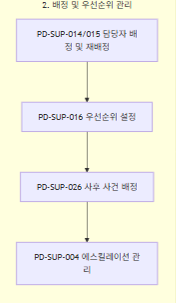 2. 배정 및 우선순위 관리
PD-SUP-014/015 담당자 배
정 및 재배정
PD-SUP-016 우선순위 설정
PD-SUP-026 사후 사건 배정
PD-SUP-004 에스컬레이션 관
리